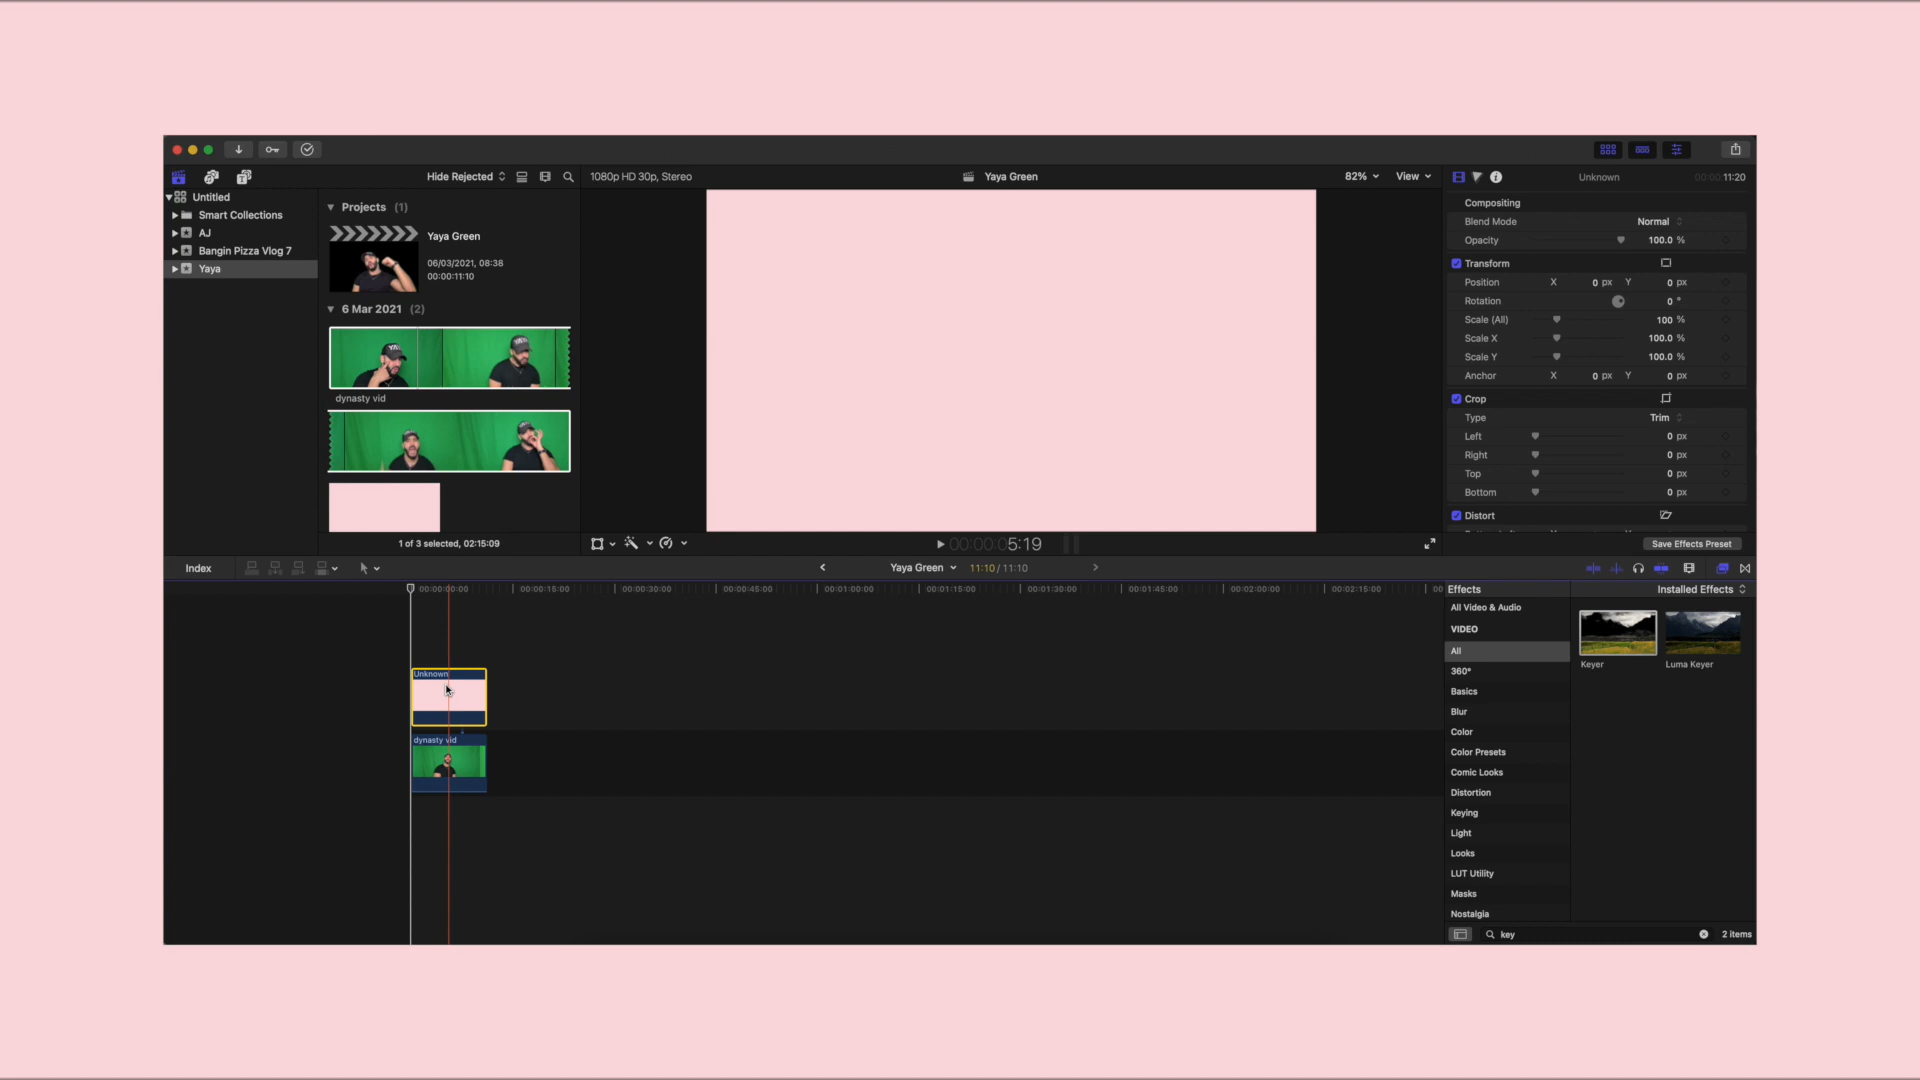 Hide Rejected
1080p HD 30p, Stereo
Yaya Green
82%
View
Unknown
00:00:11:20
Untitled
Smart Collections
AJ
Bangin Pizza Vlog 7
Yaya
Projects (1)
Yaya Green
06/03/2021, 08:38
00:00:11:10
6 Mar 2021 (2)
dynasty vid
1 of 3 selected, 02:15:09
00:00:05:19
Compositing
Blend Mode Normal
Opacity 100.0 %
Transform
Position X 0 px Y 0 px
Rotation 0 °
Scale (All) 100 %
Scale X 100.0 %
Scale Y 100.0 %
Anchor X 0 px Y 0 px
Crop
Type Trim
Left 0 px
Right 0 px
Top 0 px
Bottom 0 px
Distort
Save Effects Preset
Index
Yaya Green
11:10 / 11:10
00:00:00:00 00:00:15:00 00:00:30:00 00:00:45:00 00:01:00:00 00:01:15:00 00:01:30:00 00:01:45:00 00:02:00:00 00:02:15:00 00
Unknown
dynasty vid
Effects
Installed Effects
All Video & Audio
VIDEO
All
360°
Basics
Blur
Color
Color Presets
Comic Looks
Distortion
Keying
Light
Looks
LUT Utility
Masks
Nostalgia
Keyer
Luma Keyer
key
2 items